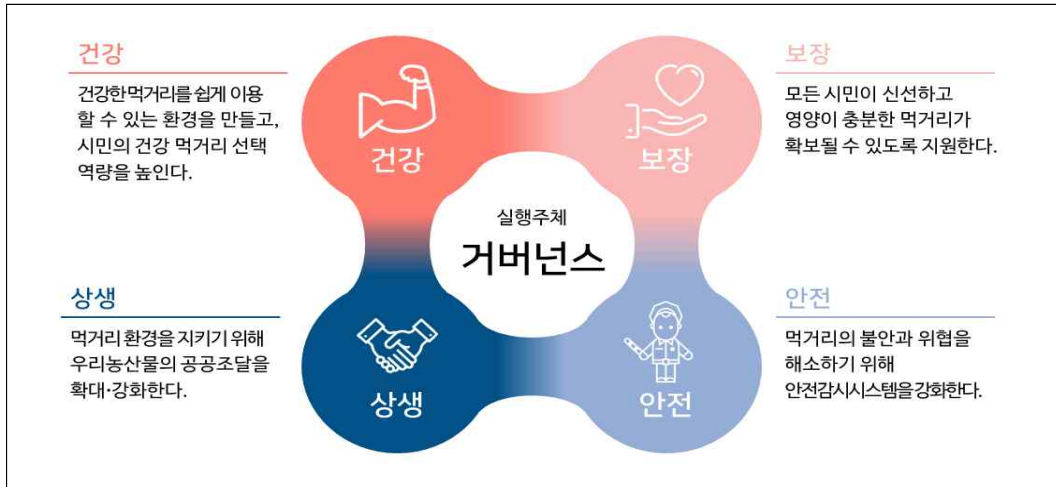 건강
건강한 먹거리를 쉽게 이용
할 수 있는 환경을 만들고,
시민의 건강 먹거리 선택
역량을 높인다.
건강
보장
보장
모든 시민이 신선하고
영양이 충분한 먹거리가
확보될 수 있도록 지원한다.
실행주체
거버넌스
상생
먹거리 환경을 지키기 위해
우리농산물의 공공조달을
확대·강화한다.
상생
안전
안전
먹거리의 불안과 위협을
해소하기 위해
안전감시시스템을 강화한다.